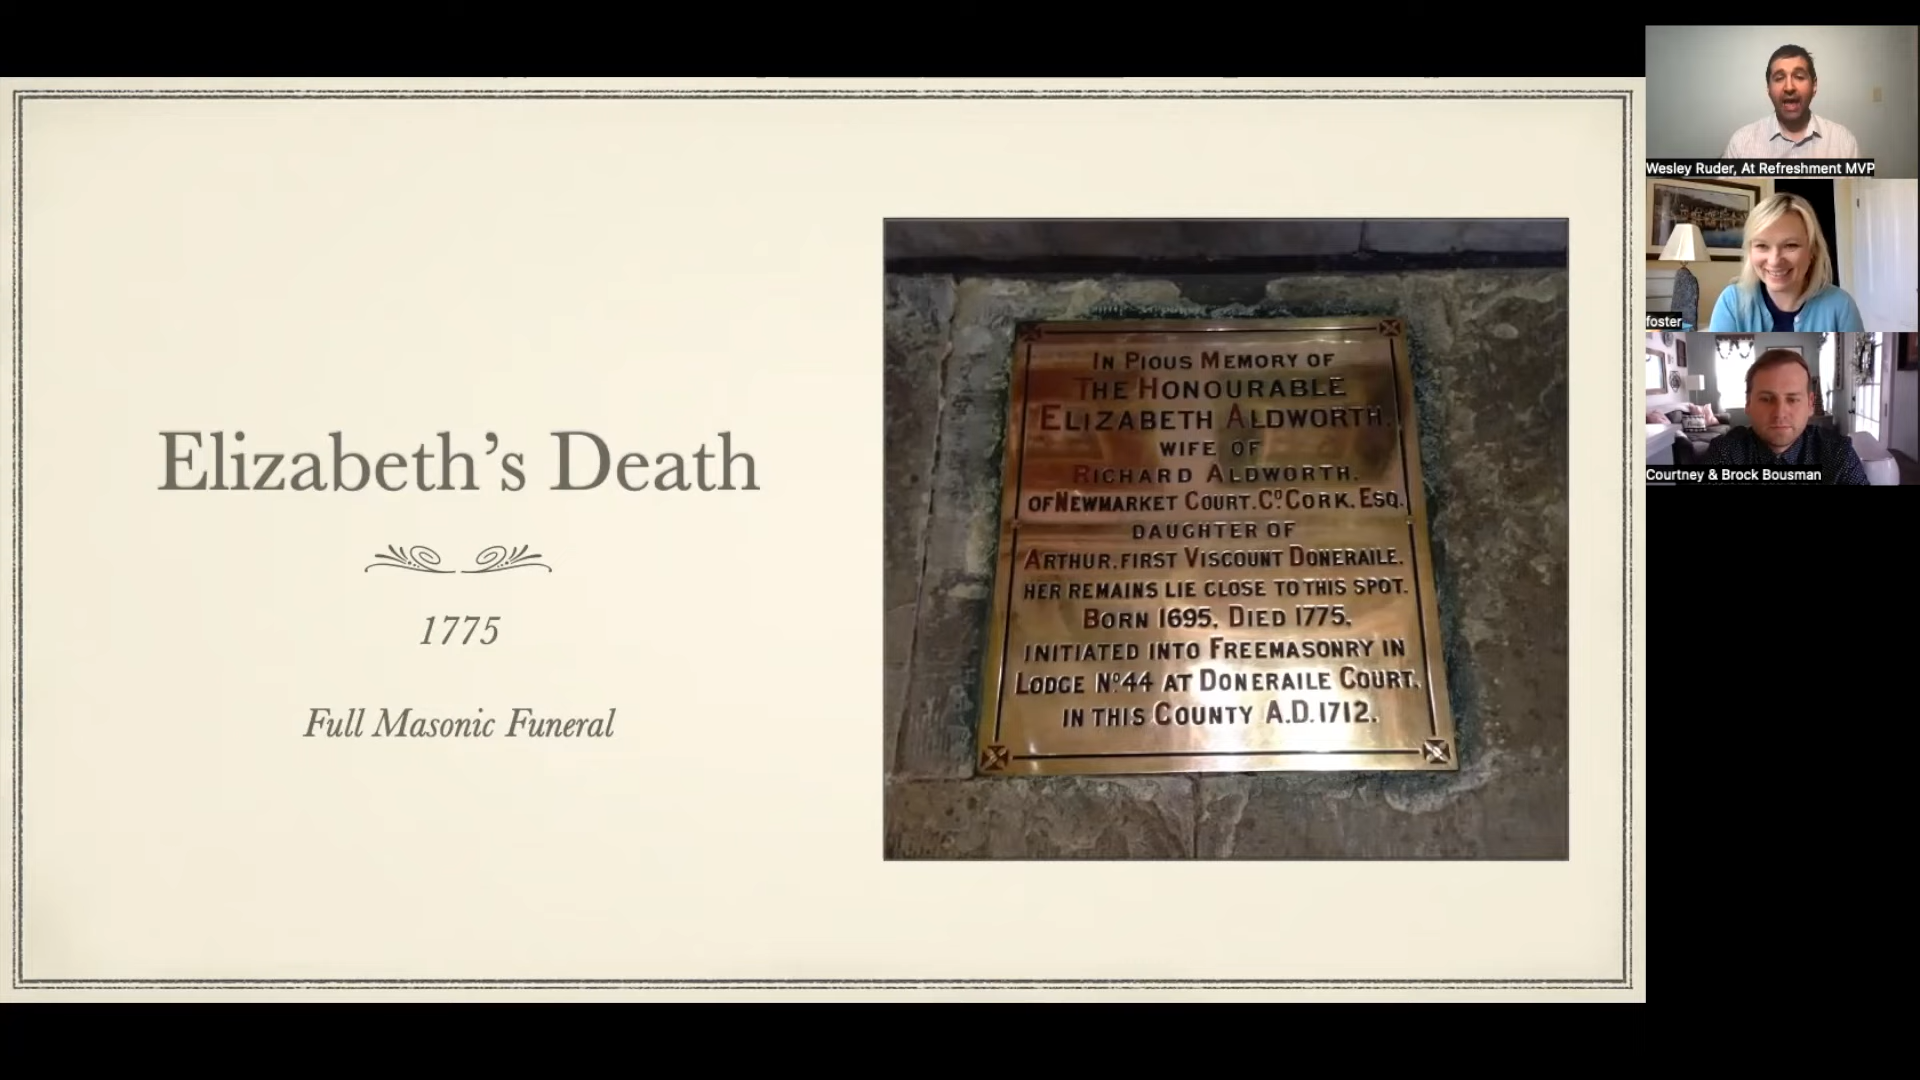 Elizabeth’s Death
1775
Full Masonic Funeral
In Pious Memory of
The Honourable
Elizabeth Aldworth.
wife of
Richard Aldworth.
of Newmarket Court. Co. Cork. Esq.
daughter of
Arthur, first Viscount Doneraile.
her remains lie close to this spot.
Born 1695, Died 1775.
initiated into Freemasonry in
Lodge No. 44 at Doneraile Court.
in this County A.D. 1712.
Wesley Ruder, At Refreshment MVP
foster
Courtney & Brock Bousman